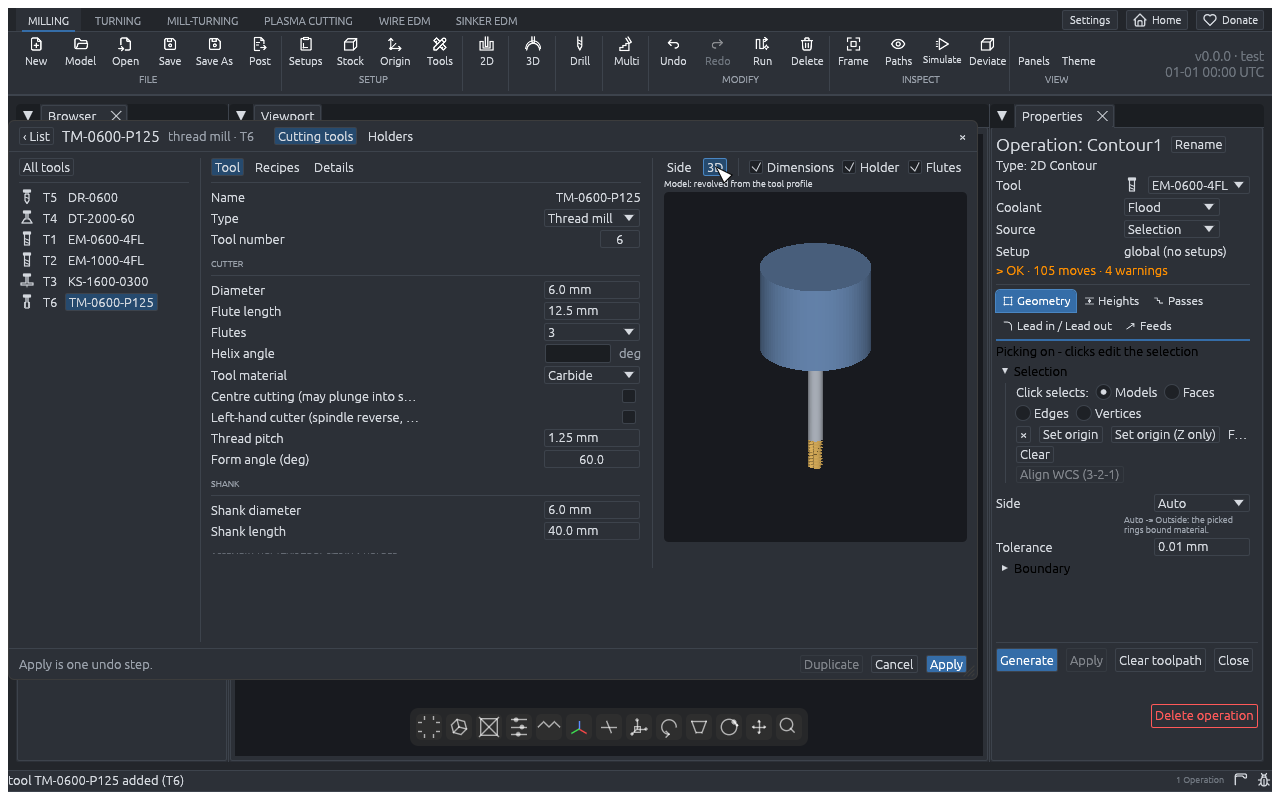 MILLING TURNING MILL-TURNING PLASMA CUTTING WIRE EDM SINKER EDM Settings Home Donate
New Model Open Save Save As Post Setups Stock Origin Tools 2D 3D Drill Multi Undo Redo Run Delete Frame Paths Simulate Deviate Panels Theme
FILE SETUP MODIFY INSPECT VIEW
v0.0.0 · test
01-01 00:00 UTC
Browser Viewport Properties
‹ List TM-0600-P125 thread mill · T6 Cutting tools Holders ×
All tools
T5 DR-0600
T4 DT-2000-60
T1 EM-0600-4FL
T2 EM-1000-4FL
T3 KS-1600-0300
T6 TM-0600-P125
Tool Recipes Details
Name TM-0600-P125
Type Thread mill
Tool number 6
CUTTER
Diameter 6.0 mm
Flute length 12.5 mm
Flutes 3
Helix angle deg
Tool material Carbide
Centre cutting (may plunge into s…
Left-hand cutter (spindle reverse, …
Thread pitch 1.25 mm
Form angle (deg) 60.0
SHANK
Shank diameter 6.0 mm
Shank length 40.0 mm
Side 3D Dimensions Holder Flutes
Model: revolved from the tool profile
Apply is one undo step. Duplicate Cancel Apply
Operation: Contour1 Rename
Type: 2D Contour
Tool EM-0600-4FL
Coolant Flood
Source Selection
Setup global (no setups)
> OK · 105 moves · 4 warnings
Geometry Heights Passes
Lead in / Lead out Feeds
Picking on - clicks edit the selection
Selection
Click selects: Models Faces
Edges Vertices
× Set origin Set origin (Z only) F…
Clear
Align WCS (3-2-1)
Side Auto
Auto -> Outside: the picked
rings bound material.
Tolerance 0.01 mm
Boundary
Generate Apply Clear toolpath Close
Delete operation
tool TM-0600-P125 added (T6) 1 Operation